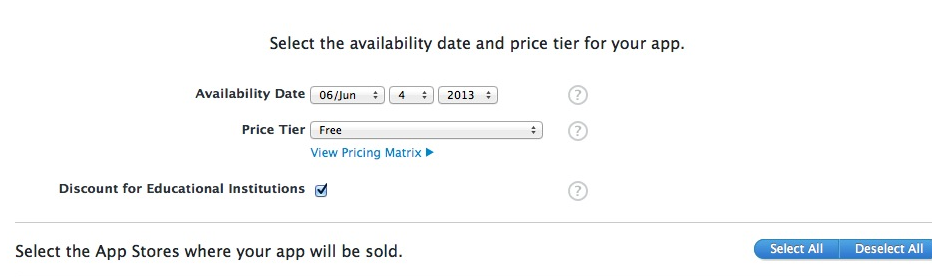 Select the availability date and price tier for your app.
Availability Date 06/Jun 4 2013 ?
Price Tier Free ?
View Pricing Matrix ▶
Discount for Educational Institutions ?
Select the App Stores where your app will be sold. Select All Deselect All